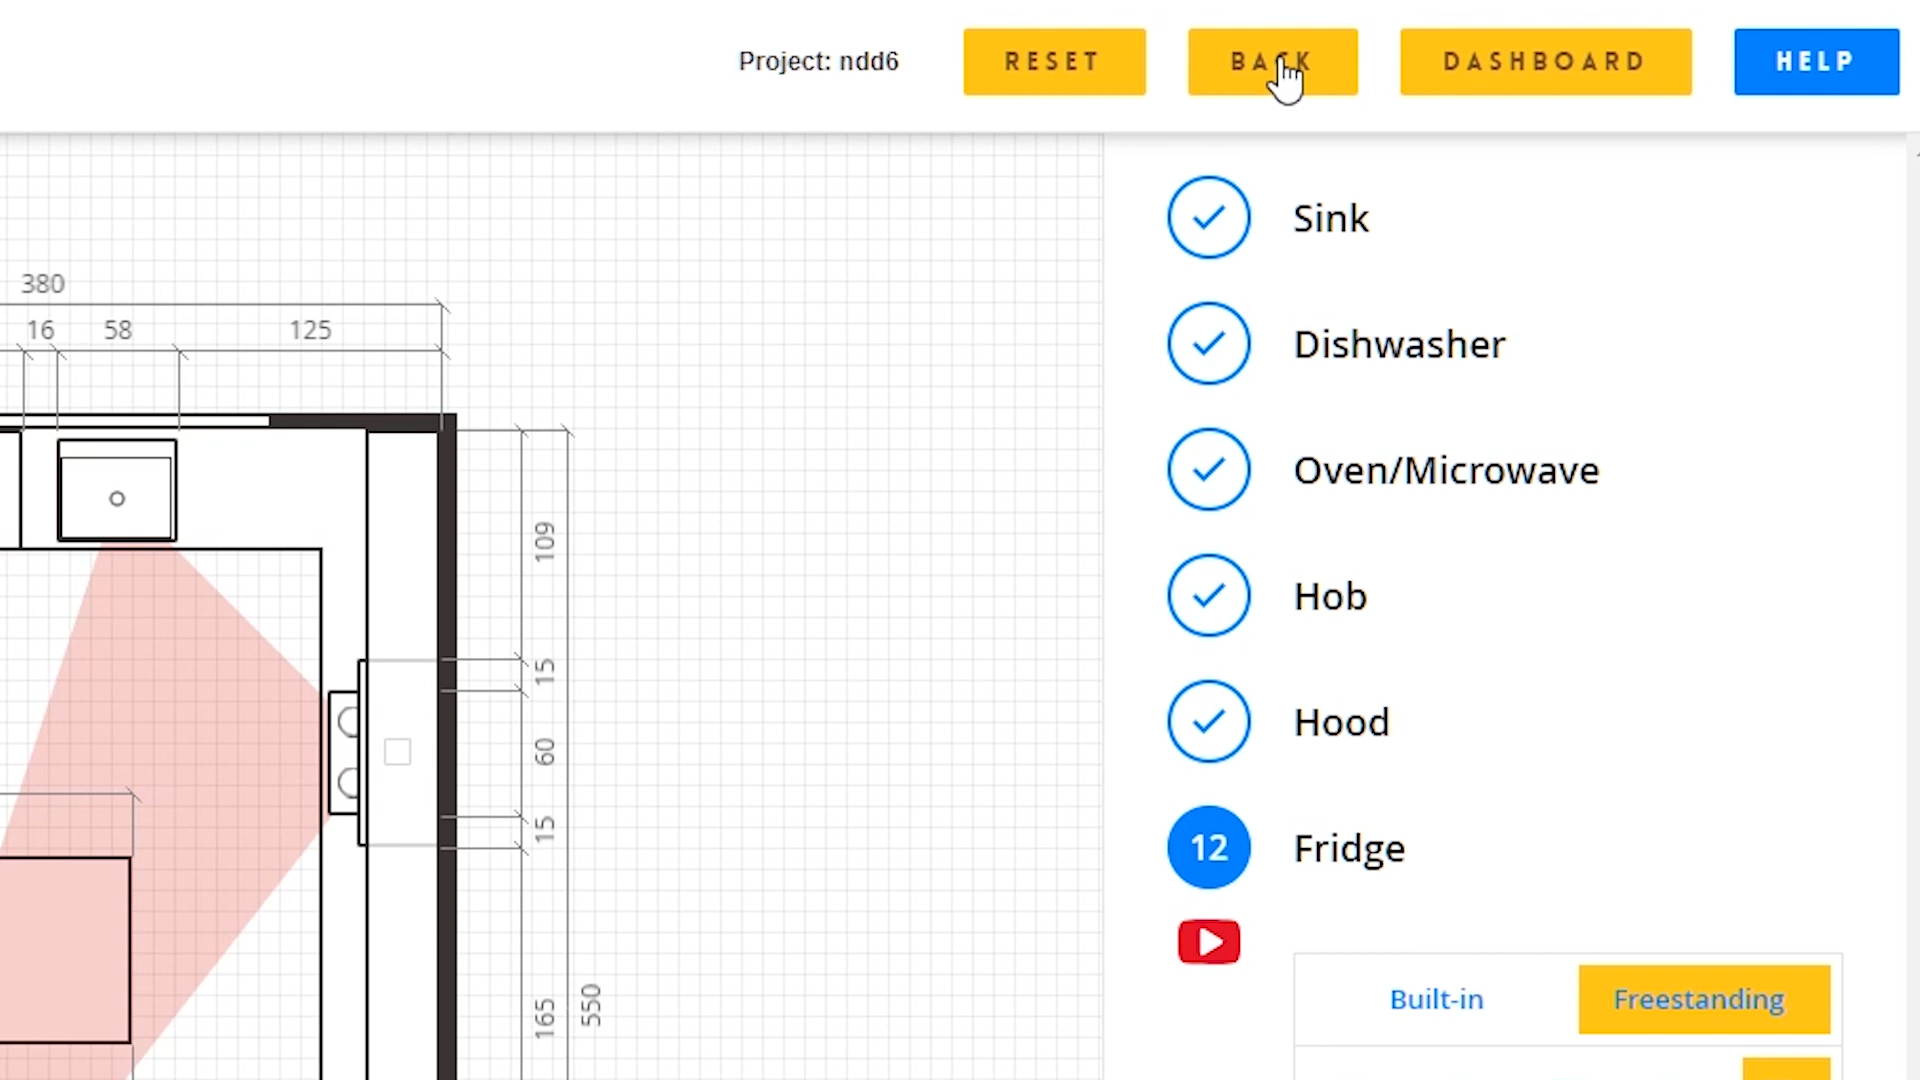 Project: ndd6
RESET
BACK
DASHBOARD
HELP
380
16
58
125
109
15
60
15
165
550
Sink
Dishwasher
Oven/Microwave
Hob
Hood
12
Fridge
Built-in
Freestanding